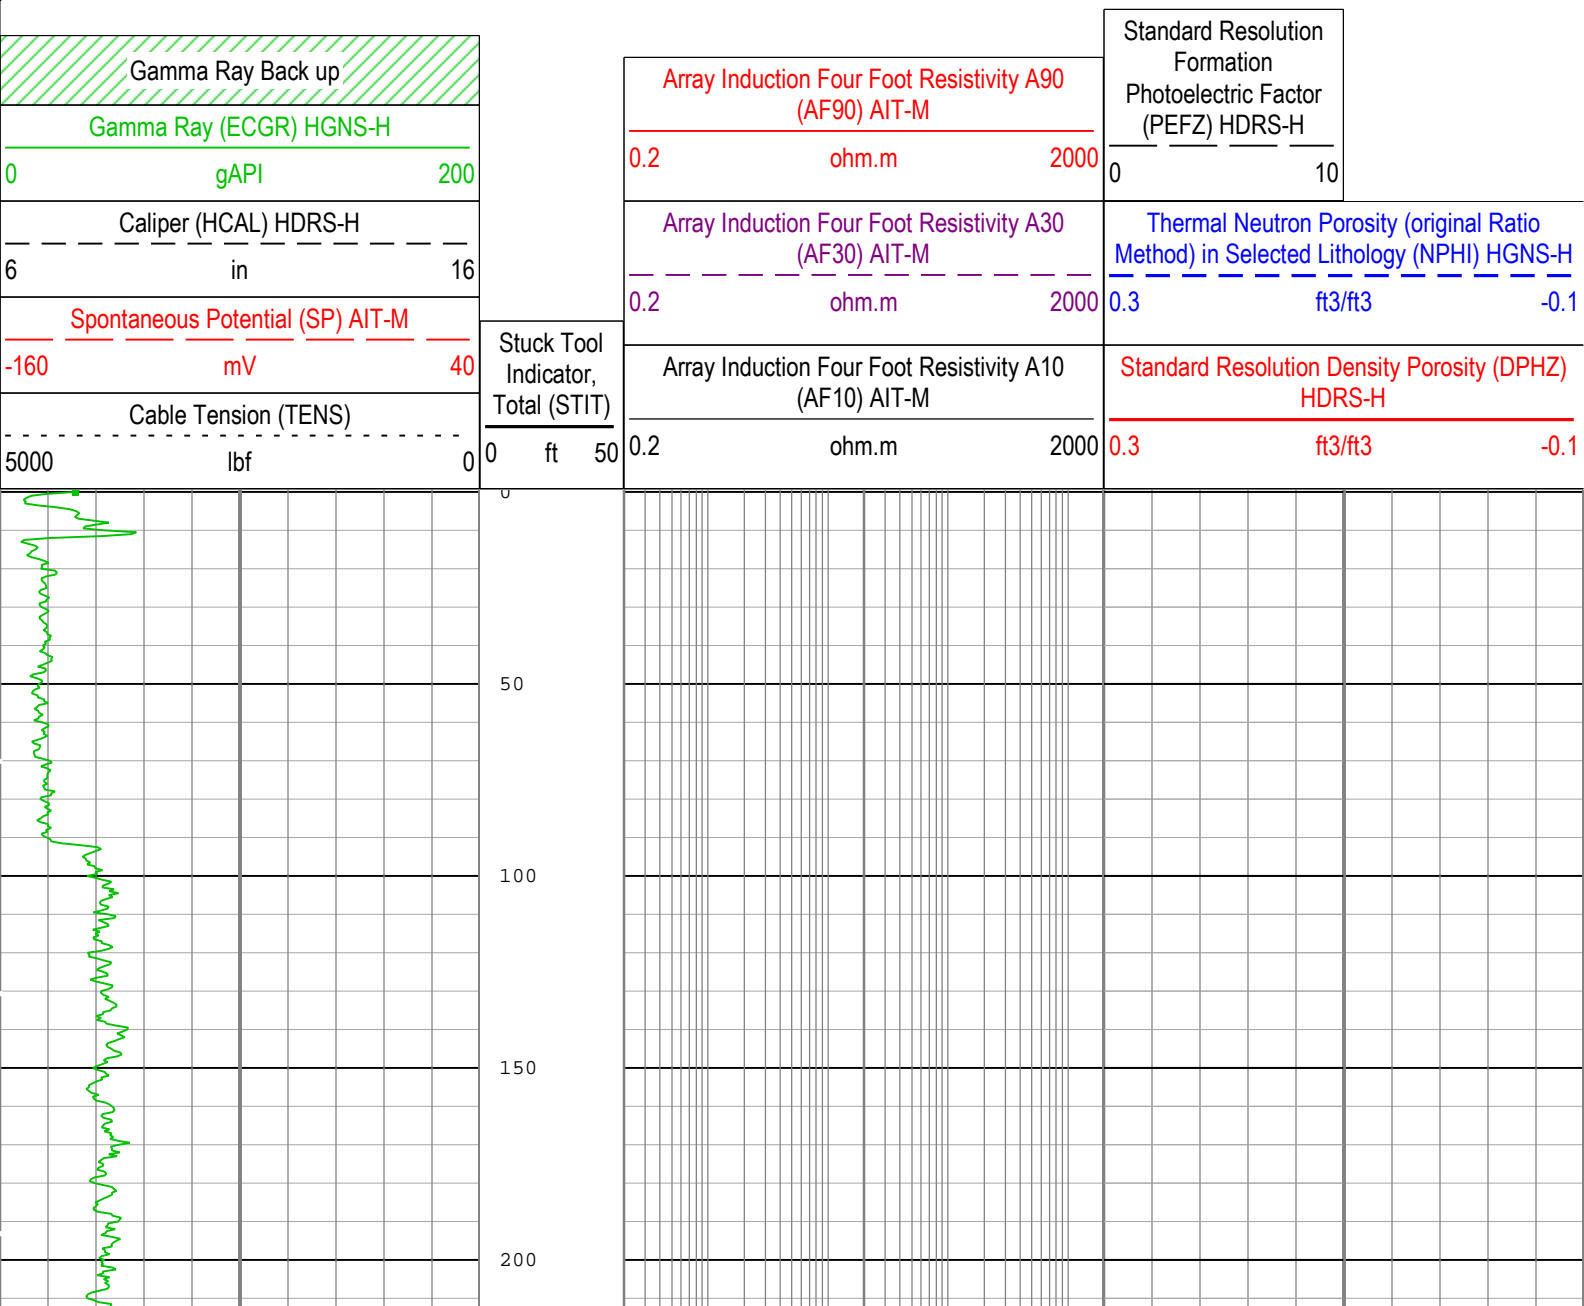 Gamma Ray Back up
Gamma Ray (ECGR) HGNS-H
0 gAPI 200
Caliper (HCAL) HDRS-H
6 in 16
Spontaneous Potential (SP) AIT-M
-160 mV 40
Cable Tension (TENS)
5000 lbf 0
Stuck Tool
Indicator,
Total (STIT)
0 ft 50
Array Induction Four Foot Resistivity A90
(AF90) AIT-M
0.2 ohm.m 2000
Array Induction Four Foot Resistivity A30
(AF30) AIT-M
0.2 ohm.m 2000
Array Induction Four Foot Resistivity A10
(AF10) AIT-M
0.2 ohm.m 2000
Standard Resolution
Formation
Photoelectric Factor
(PEFZ) HDRS-H
0 10
Thermal Neutron Porosity (original Ratio
Method) in Selected Lithology (NPHI) HGNS-H
0.3 ft3/ft3 -0.1
Standard Resolution Density Porosity (DPHZ)
HDRS-H
0.3 ft3/ft3 -0.1
0
50
100
150
200